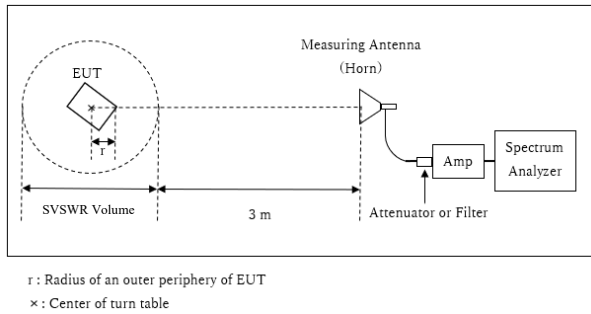 Measuring Antenna
(Horn)
EUT
r
Amp
Spectrum
Analyzer
SVSWR Volume
3 m
Attenuator or Filter
r : Radius of an outer periphery of EUT
× : Center of turn table